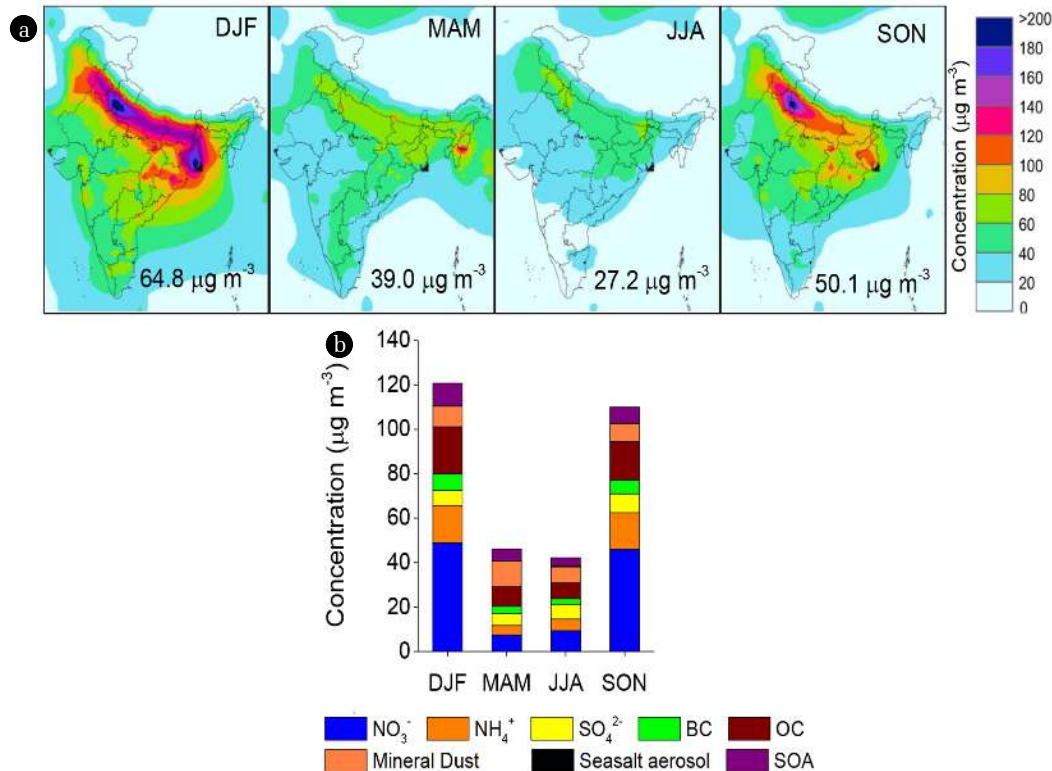 a
DJF
MAM
JJA
SON
64.8 μg m⁻³
39.0 μg m⁻³
27.2 μg m⁻³
50.1 μg m⁻³
>200
180
160
140
120
100
80
60
40
20
0
Concentration (μg m⁻³)
b
Concentration (μg m⁻³)
140
120
100
80
60
40
20
0
DJF MAM JJA SON
NO₃⁻ NH₄⁺ SO₄²⁻ BC OC
Mineral Dust Seasalt aerosol SOA